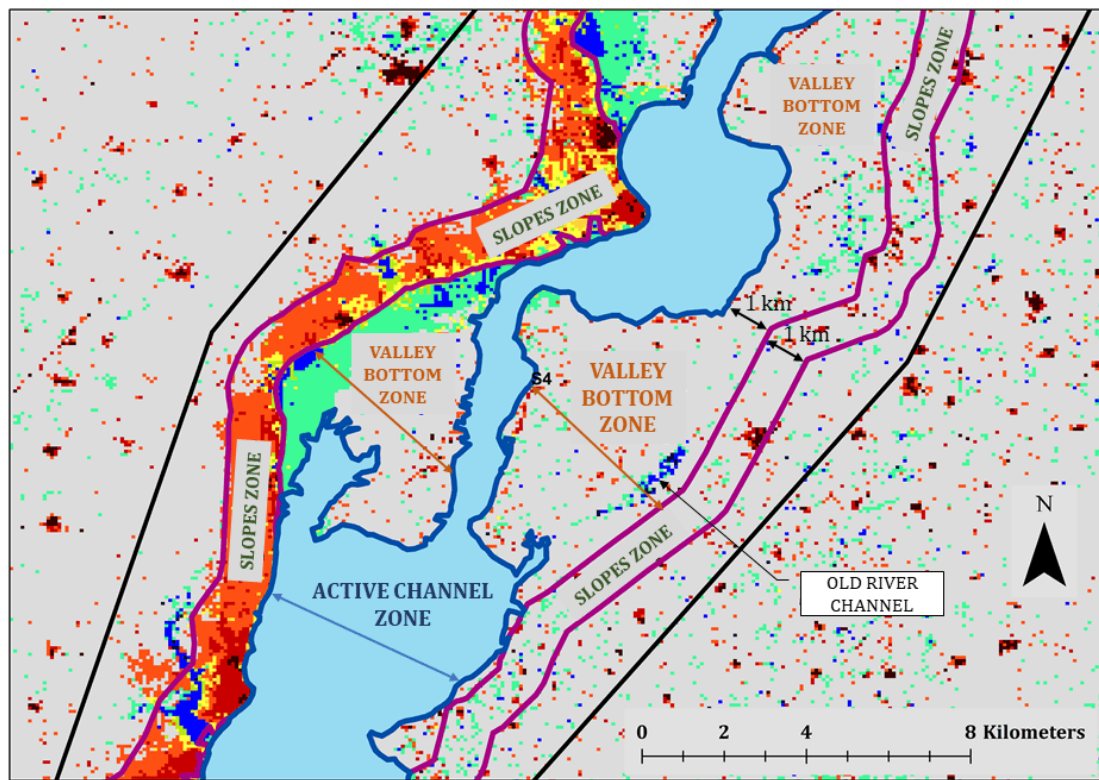 VALLEY
BOTTOM
ZONE
SLOPES ZONE
SLOPES ZONE
1 km
1 km
VALLEY
BOTTOM
ZONE
S4
VALLEY
BOTTOM
ZONE
SLOPES ZONE
N
SLOPES ZONE
OLD RIVER
CHANNEL
ACTIVE CHANNEL
ZONE
0 2 4 8 Kilometers